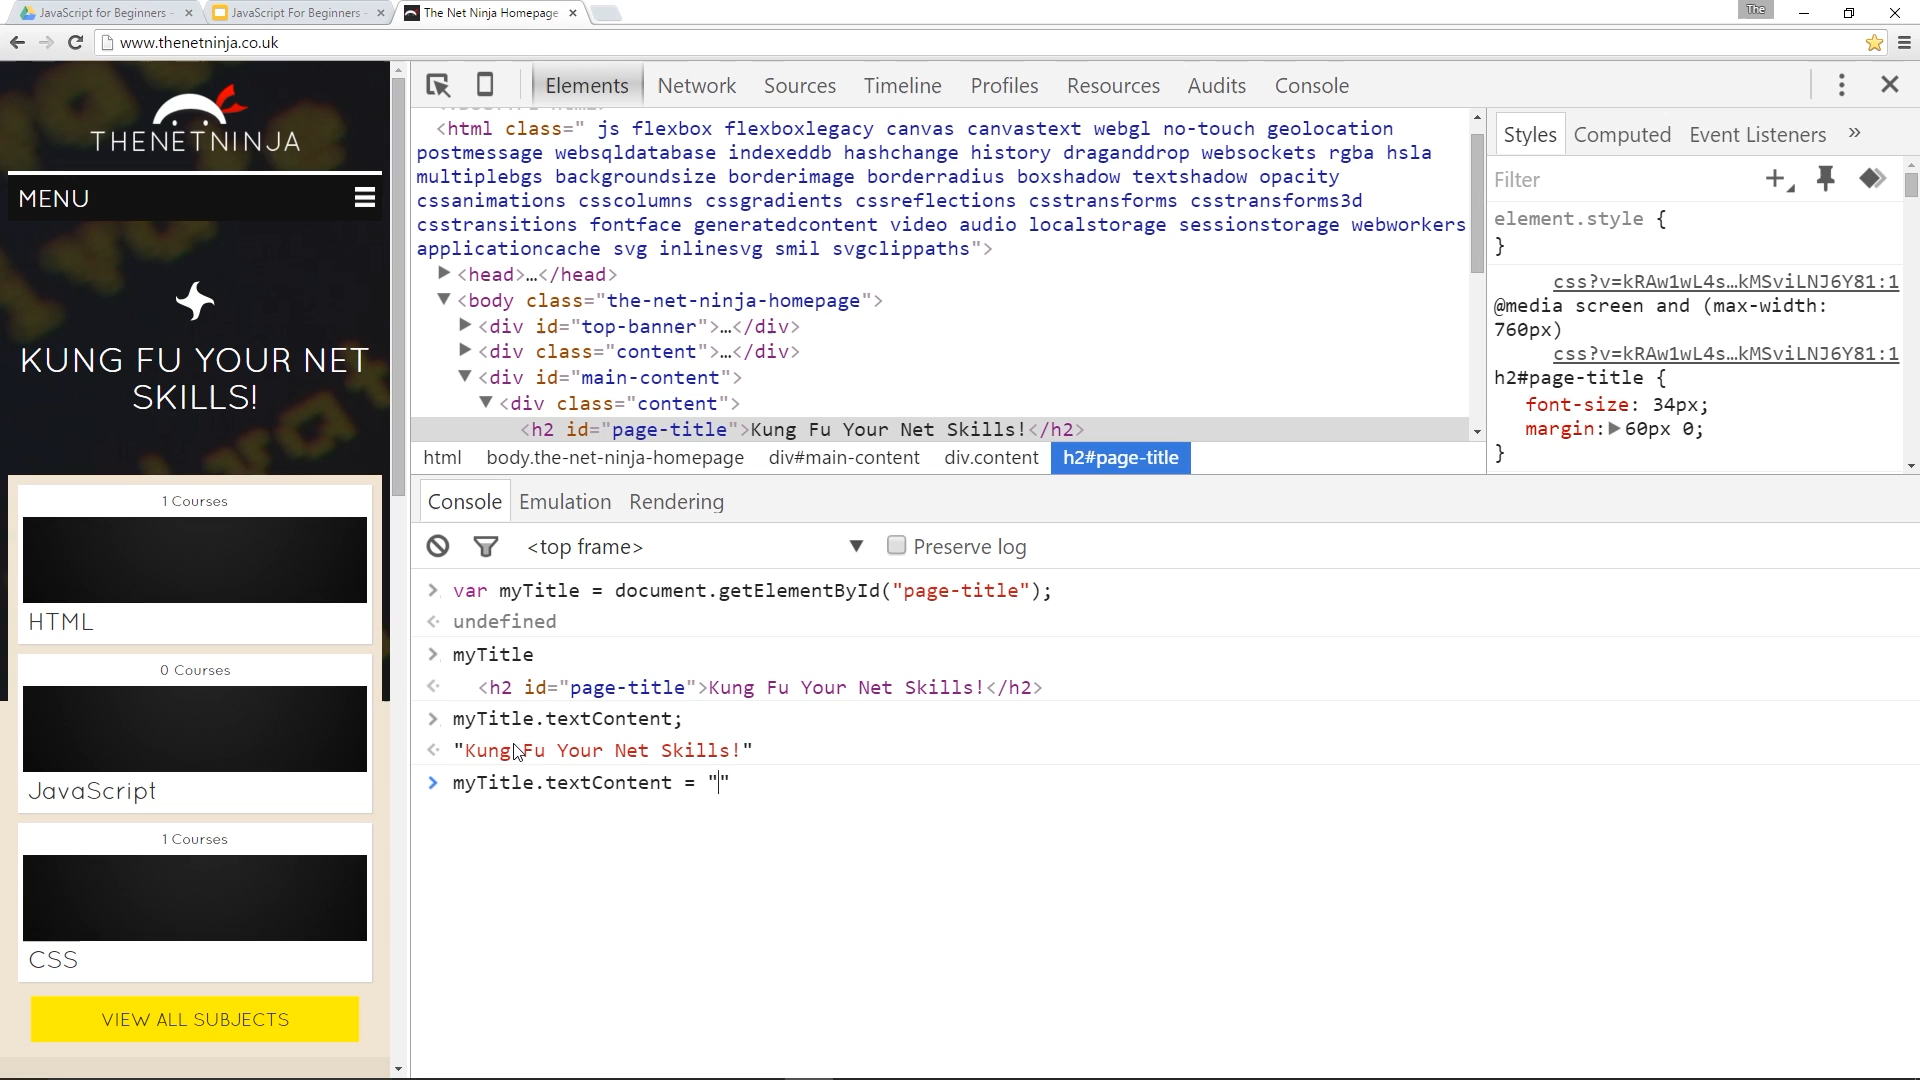 JavaScript for Beginners -
JavaScript For Beginners -
The Net Ninja Homepage
The
www.thenetninja.co.uk
THENETNINJA
MENU
KUNG FU YOUR NET
SKILLS!
1 Courses
HTML
0 Courses
JavaScript
1 Courses
CSS
VIEW ALL SUBJECTS
Elements Network Sources Timeline Profiles Resources Audits Console
<html class=" js flexbox flexboxlegacy canvas canvastext webgl no-touch geolocation
postmessage websqldatabase indexeddb hashchange history draganddrop websockets rgba hsla
multiplebgs backgroundsize borderimage borderradius boxshadow textshadow opacity
cssanimations csscolumns cssgradients cssreflections csstransforms csstransforms3d
csstransitions fontface generatedcontent video audio localstorage sessionstorage webworkers
applicationcache svg inlinesvg smil svgclippaths">
<head>…</head>
<body class="the-net-ninja-homepage">
<div id="top-banner">…</div>
<div class="content">…</div>
<div id="main-content">
<div class="content">
<h2 id="page-title">Kung Fu Your Net Skills!</h2>
html body.the-net-ninja-homepage div#main-content div.content h2#page-title
Styles Computed Event Listeners »
Filter
element.style {
}
css?v=kRAw1wL4s…kMSviLNJ6Y81:1
@media screen and (max-width:
760px)
css?v=kRAw1wL4s…kMSviLNJ6Y81:1
h2#page-title {
font-size: 34px;
margin: 60px 0;
}
Console Emulation Rendering
<top frame> Preserve log
var myTitle = document.getElementById("page-title");
undefined
myTitle
<h2 id="page-title">Kung Fu Your Net Skills!</h2>
myTitle.textContent;
"Kung Fu Your Net Skills!"
myTitle.textContent = ""